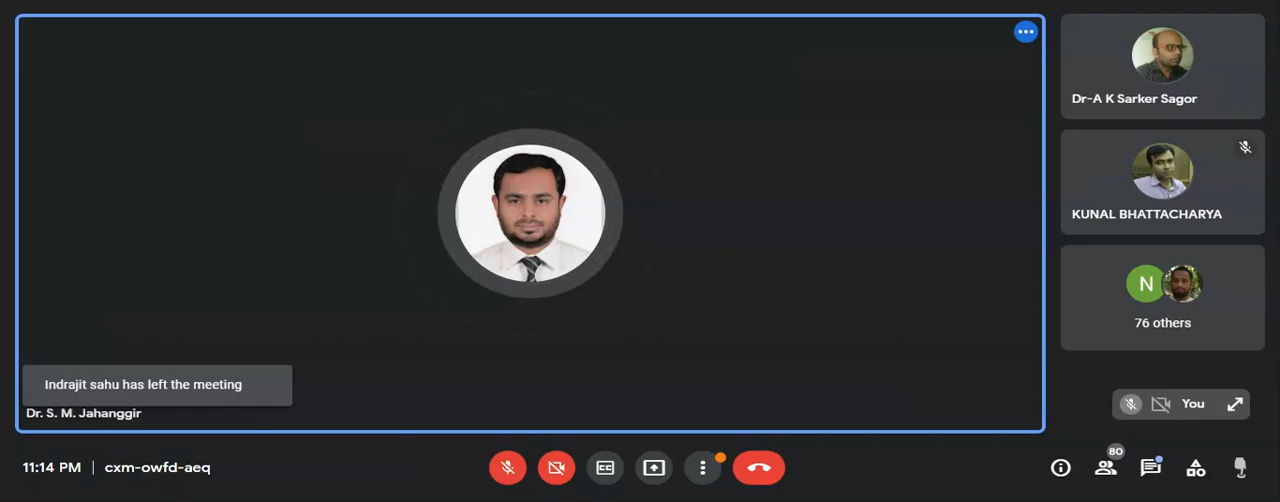 Dr-A K Sarker Sagor
KUNAL BHATTACHARYA
N
76 others
Indrajit sahu has left the meeting
Dr. S. M. Jahanggir
You
11:14 PM | cxm-owfd-aeq
CC
80